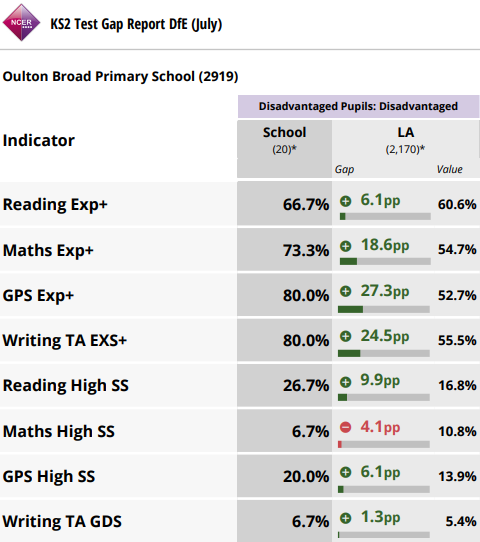 NCER
KS2 Test Gap Report DfE (July)
Oulton Broad Primary School (2919)
Disadvantaged Pupils: Disadvantaged
Indicator School LA
(20)* (2,170)*
Gap Value
Reading Exp+ 66.7% + 6.1pp 60.6%
Maths Exp+ 73.3% + 18.6pp 54.7%
GPS Exp+ 80.0% + 27.3pp 52.7%
Writing TA EXS+ 80.0% + 24.5pp 55.5%
Reading High SS 26.7% + 9.9pp 16.8%
Maths High SS 6.7% − 4.1pp 10.8%
GPS High SS 20.0% + 6.1pp 13.9%
Writing TA GDS 6.7% + 1.3pp 5.4%